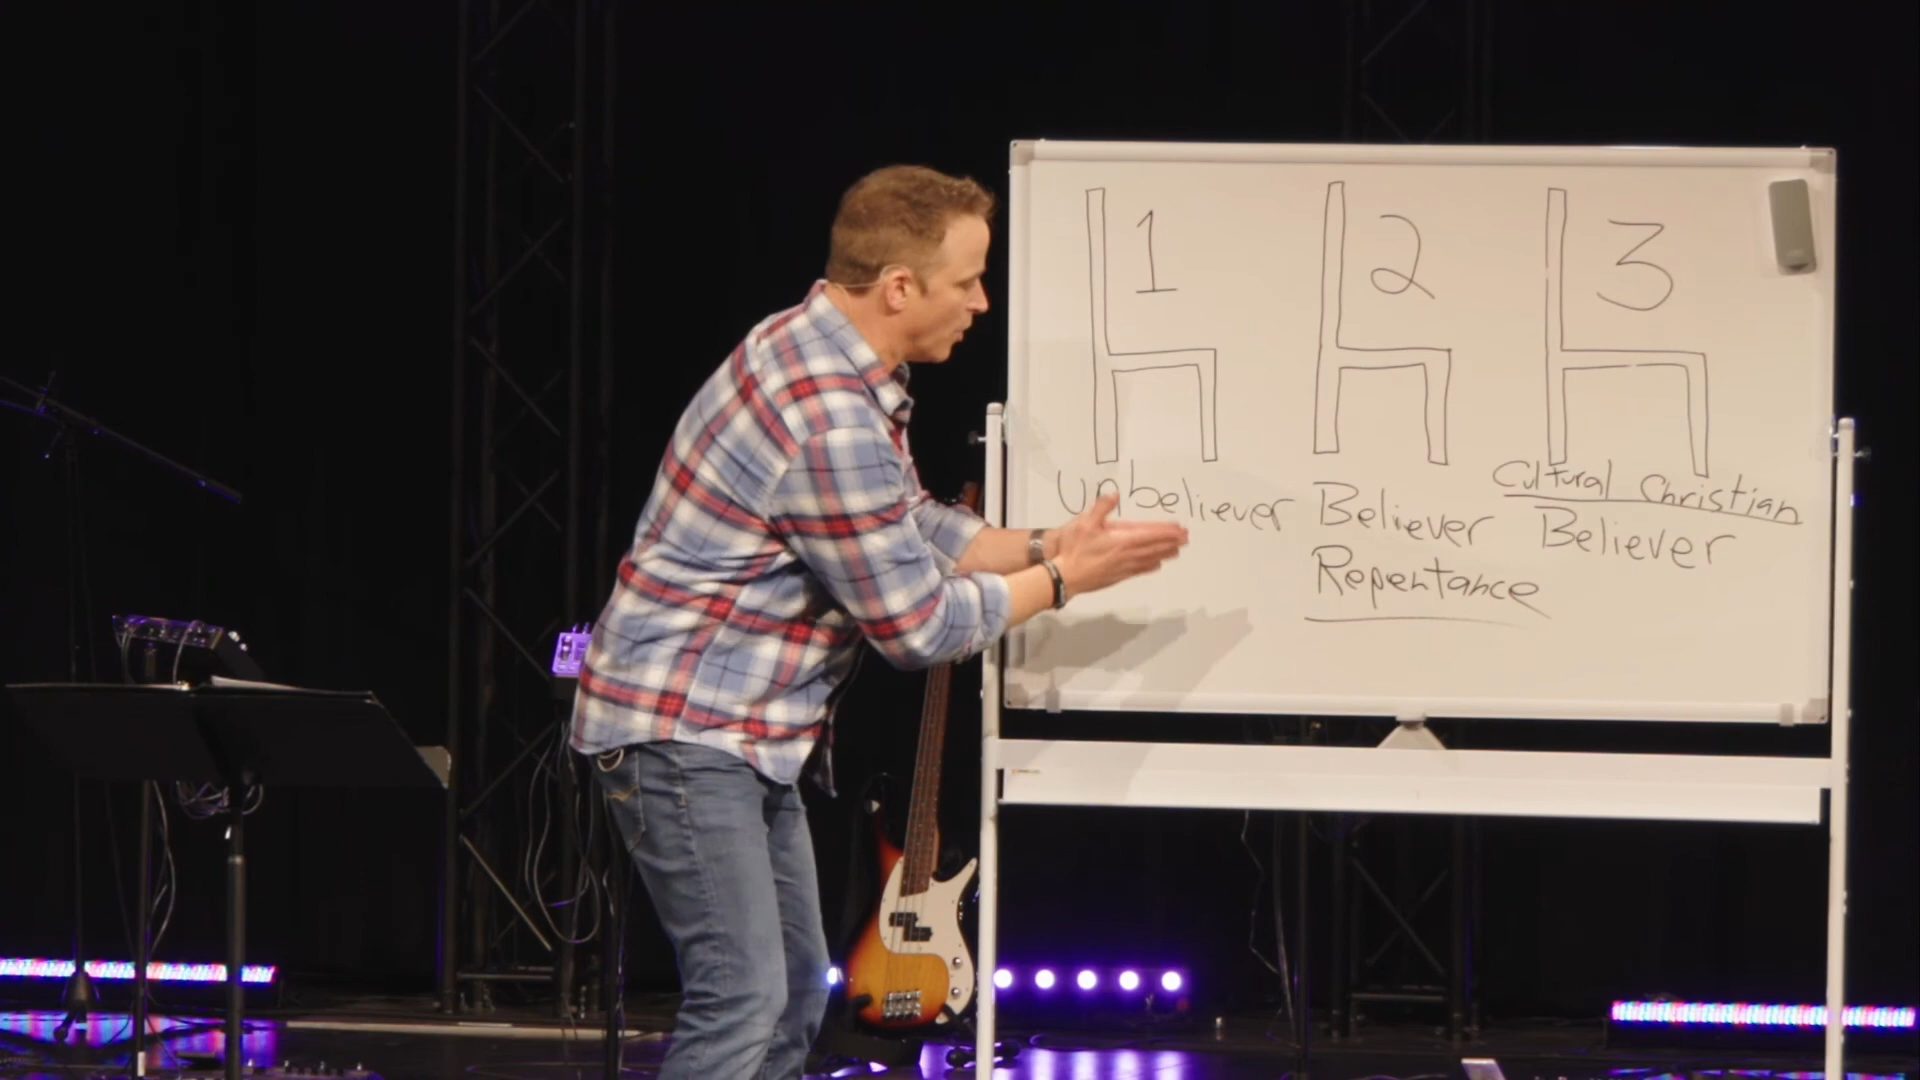 1 2 3
Unbeliever
Believer
Repentance
Cultural Christian
Believer